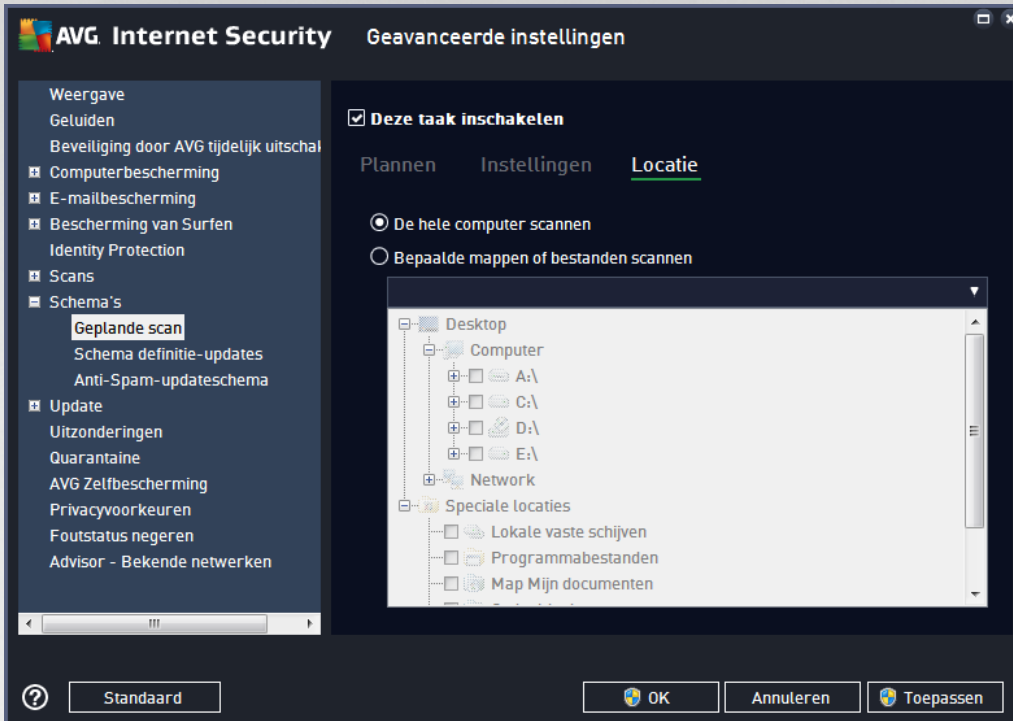 AVG Internet Security
Geavanceerde instellingen
Weergave
Geluiden
Beveiliging door AVG tijdelijk uitschak
Computerbescherming
E-mailbescherming
Bescherming van Surfen
Identity Protection
Scans
Schema's
Geplande scan
Schema definitie-updates
Anti-Spam-updateschema
Update
Uitzonderingen
Quarantaine
AVG Zelfbescherming
Privacyvoorkeuren
Foutstatus negeren
Advisor - Bekende netwerken
Deze taak inschakelen
Plannen Instellingen Locatie
De hele computer scannen
Bepaalde mappen of bestanden scannen
Desktop
Computer
A:\
C:\
D:\
E:\
Network
Speciale locaties
Lokale vaste schijven
Programmabestanden
Map Mijn documenten
? Standaard OK Annuleren Toepassen